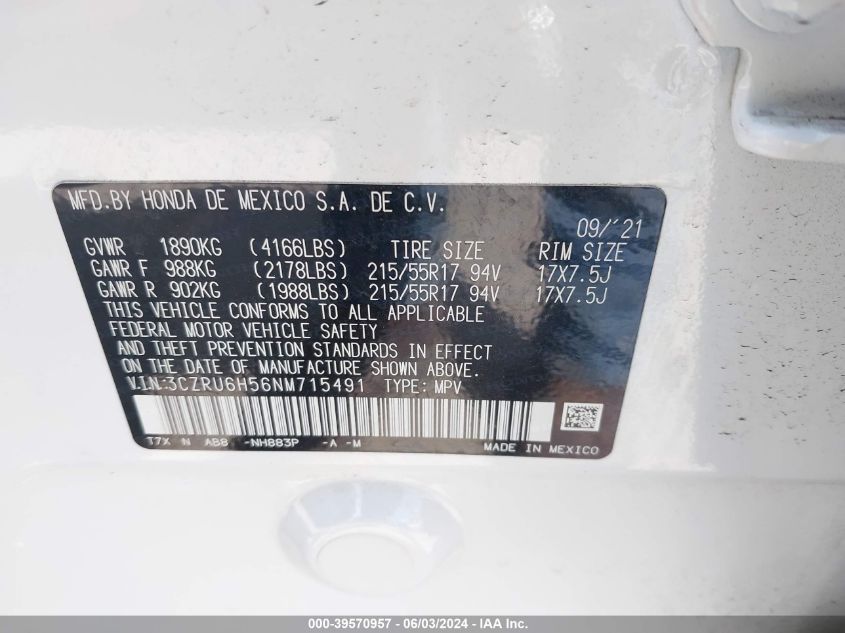 MFD.BY HONDA DE MEXICO S.A. DE C.V.
09/'21
GVWR 1890KG (4166LBS) TIRE SIZE RIM SIZE
GAWR F 988KG (2178LBS) 215/55R17 94V 17X7.5J
GAWR R 902KG (1988LBS) 215/55R17 94V 17X7.5J
THIS VEHICLE CONFORMS TO ALL APPLICABLE
FEDERAL MOTOR VEHICLE SAFETY
AND THEFT PREVENTION STANDARDS IN EFFECT
ON THE DATE OF MANUFACTURE SHOWN ABOVE.
V.I.N:3CZRU6H56NM715491 TYPE: MPV
T7X N AB8 -NH883P -A -M MADE IN MEXICO
000-39570957 - 06/03/2024 - IAA Inc.